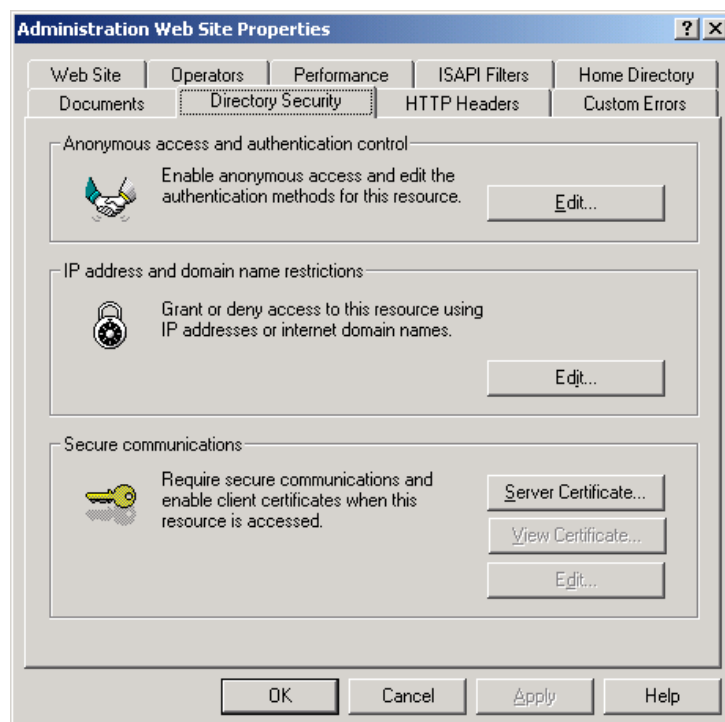 Administration Web Site Properties
Web Site Operators Performance ISAPI Filters Home Directory
Documents Directory Security HTTP Headers Custom Errors
Anonymous access and authentication control
Enable anonymous access and edit the
authentication methods for this resource.
Edit...
IP address and domain name restrictions
Grant or deny access to this resource using
IP addresses or internet domain names.
Edit...
Secure communications
Require secure communications and
enable client certificates when this
resource is accessed.
Server Certificate...
View Certificate...
Edit...
OK Cancel Apply Help